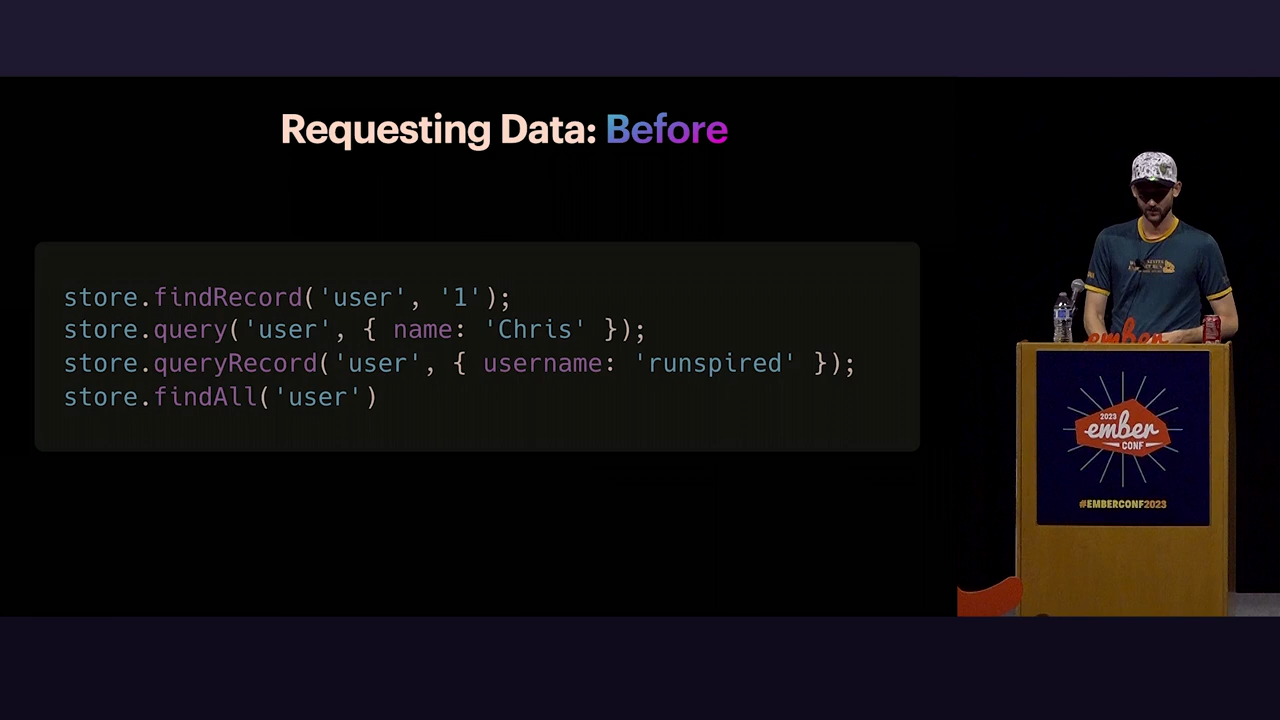 Requesting Data: Before
store.findRecord('user', '1');
store.query('user', { name: 'Chris' });
store.queryRecord('user', { username: 'runspired' });
store.findAll('user')
ember
2023
ember
CONF
#EMBERCONF2023